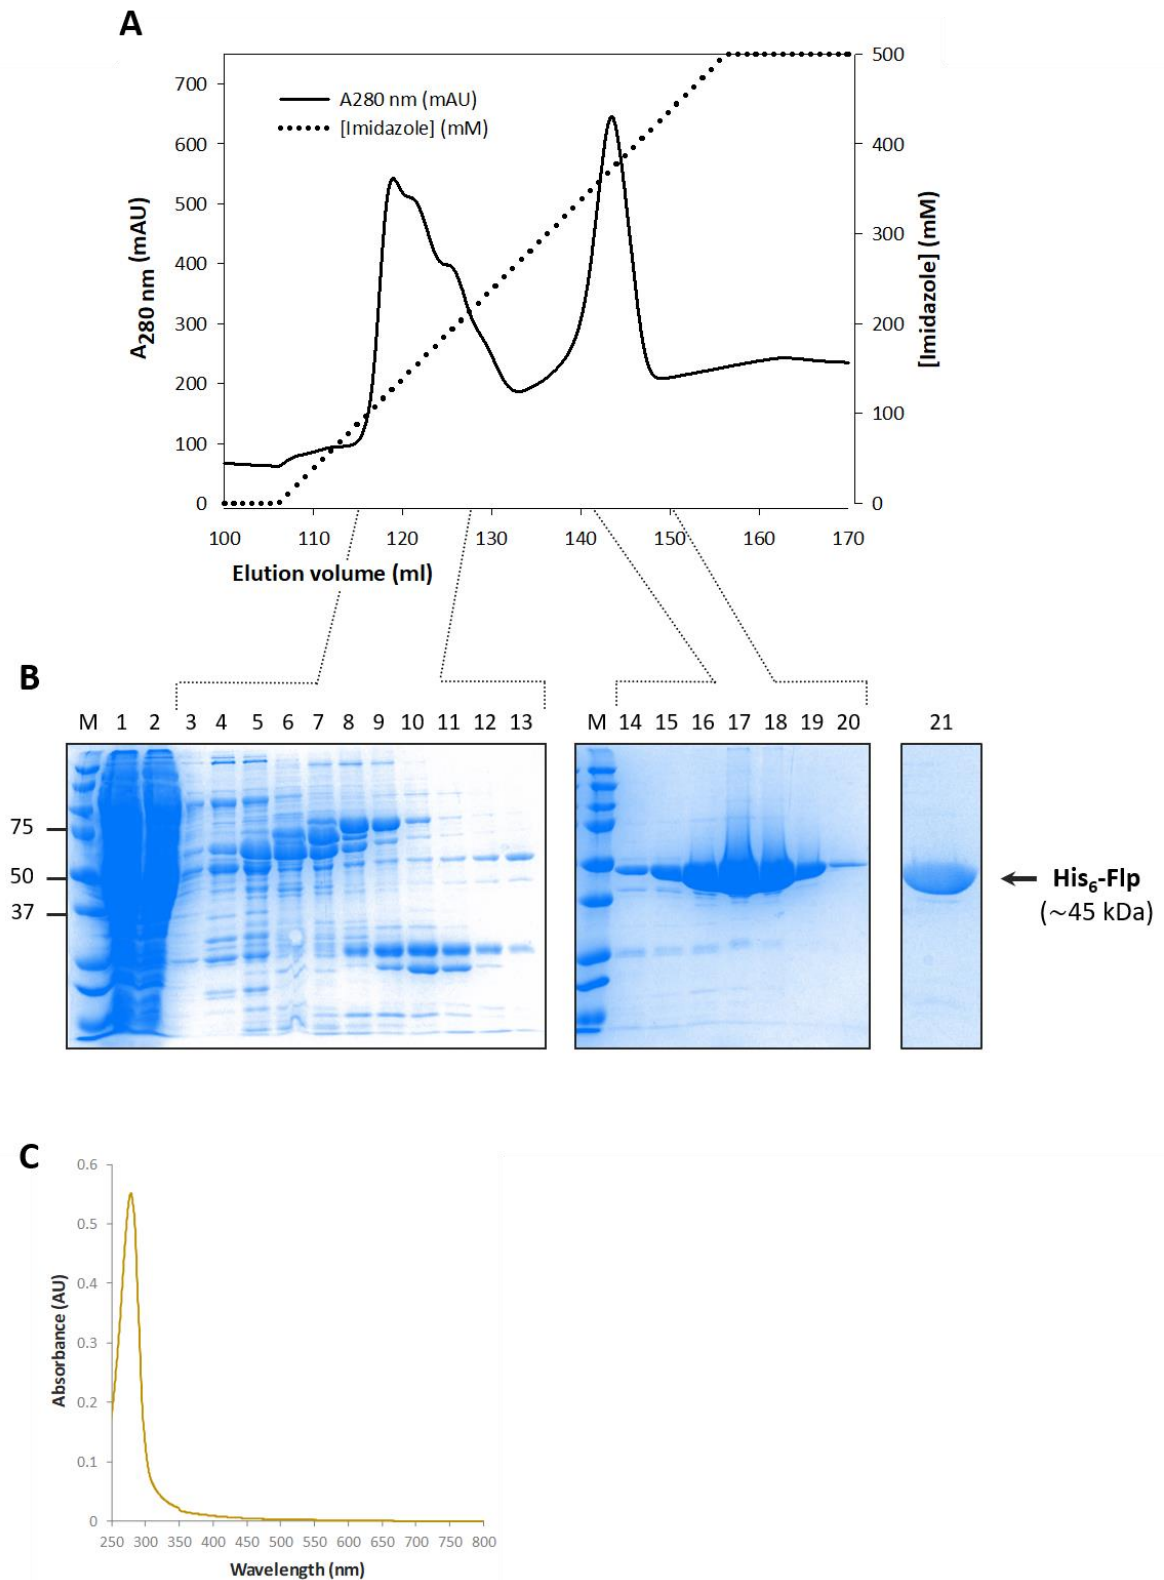 A
700
600
500
400
300
200
100
0
A280 nm (mAU)
A280 nm (mAU)
[Imidazole] (mM)
500
400
300
200
100
0
[Imidazole] (mM)
100 110 120 130 140 150 160 170
Elution volume (ml)
B
M 1 2 3 4 5 6 7 8 9 10 11 12 13
M 14 15 16 17 18 19 20
21
75
50
37
His6-Flp
(~45 kDa)
C
0.6
0.5
0.4
0.3
0.2
0.1
0
Absorbance (AU)
250 300 350 400 450 500 550 600 650 700 750 800
Wavelength (nm)